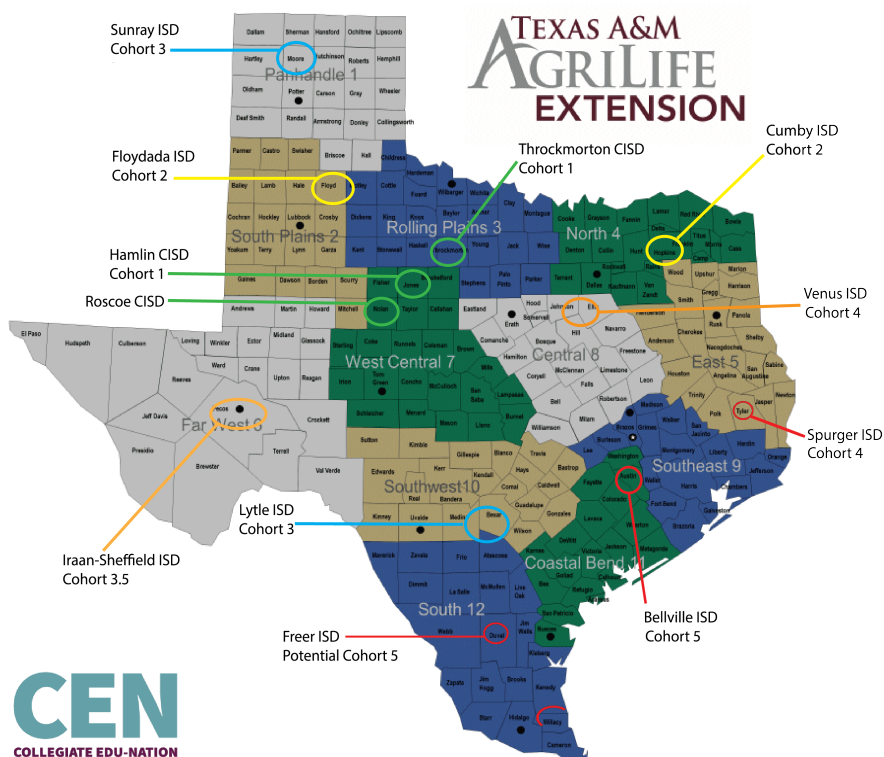 TEXAS A&M
AGRILIFE
EXTENSION
Sunray ISD
Cohort 3
Floydada ISD
Cohort 2
Throckmorton CISD
Cohort 1
Cumby ISD
Cohort 2
Hamlin CISD
Cohort 1
Roscoe CISD
Venus ISD
Cohort 4
Spurger ISD
Cohort 4
Lytle ISD
Cohort 3
Iraan-Sheffield ISD
Cohort 3.5
Freer ISD
Potential Cohort 5
Bellville ISD
Cohort 5
Panhandle 1
Dallam Sherman Hansford Ochiltree Lipscomb
Hartley Moore Hutchinson Roberts Hemphill
Oldham Potter Carson Gray Wheeler
Deaf Smith Randall Armstrong Donley Collingsworth
Parmer Castro Swisher Briscoe Hall Childress
South Plains 2
Bailey Lamb Hale Floyd
Cochran Hockley Lubbock Crosby
Yoakum Terry Lynn Garza
Gaines Dawson Borden Scurry
Mitchell
Rolling Plains 3
Hardeman
Cottle Foard Wilbarger Wichita
Dickens King Knox Baylor Clay Montague
Kent Stonewall Haskell Young Jack Wise
Stephens Palo Pinto Parker
North 4
Cooke Grayson Fannin Lamar Bowie
Delta Titus Cass
Denton Collin Hunt Hopkins Camp
Tarrant Dallas Rockwall Kaufmann Van Zandt
East 5
Wood Upshur Marion
Harrison Gregg Smith
Rusk Panola
Cherokee Shelby
Anderson Nacogdoches
Houston Angelina San Augustine Sabine
Trinity Polk Tyler Jasper Newton
Far West 6
El Paso Hudspeth Culberson Reeves
Loving Winkler Ector Midland Glasscock
Andrews Martin Howard
Ward Crane Upton Reagan
Jeff Davis Crockett
Presidio Brewster Terrell Val Verde
West Central 7
Fisher Jones
Nolan Taylor Callahan
Sterling Coke Runnels Coleman Brown
Irion Tom Green Concho McCulloch San Saba Mills
Lampasas
Schleicher Menard Mason Llano Burnet
Central 8
Eastland Erath Hood Somervell Johnson
Comanche Bosque Hill Navarro
Hamilton Freestone
Coryell McClennan Limestone
Falls Leon
Bell Robertson
Milam
Williamson
Southeast 9
Madison
Brazos Grimes Walker San Jacinto
Burleson
Montgomery Liberty Hardin Orange
Jefferson
Waller Harris Chambers
Fort Bend Galveston
Brazoria
Southwest10
Sutton Kimble
Gillespie Blanco Travis
Edwards Kerr Kendall Hays Bastrop
Real Bandera Comal Caldwell
Guadalupe
Kinney Uvalde Medina Bexar Wilson Gonzales
Coastal Bend 11
Lee Washington
Fayette Austin
Colorado
Lavaca Wharton
DeWitt
Karnes Victoria Jackson Matagorda
Goliad Calhoun
Bee Refugio
San Patricio
Nueces
South 12
Maverick Zavala Frio Atascosa
Dimmit La Salle McMullen Live Oak
Webb Duval Jim Wells
Kleberg
Zapata Jim Hogg Brooks Kenedy
Starr Hidalgo Willacy
Cameron
CEN
COLLEGIATE EDU-NATION